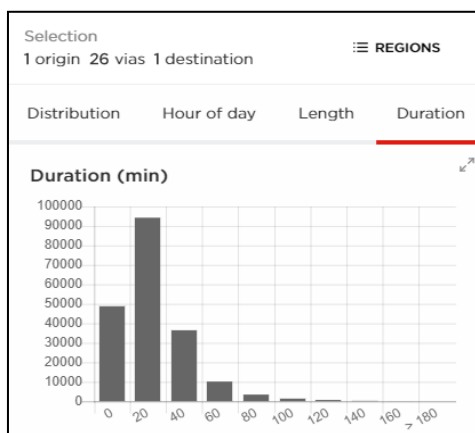 Selection
1 origin 26 vias 1 destination
REGIONS
Distribution Hour of day Length Duration
Duration (min)
100000
90000
80000
70000
60000
50000
40000
30000
20000
10000
0
0 20 40 60 80 100 120 140 160 > 180